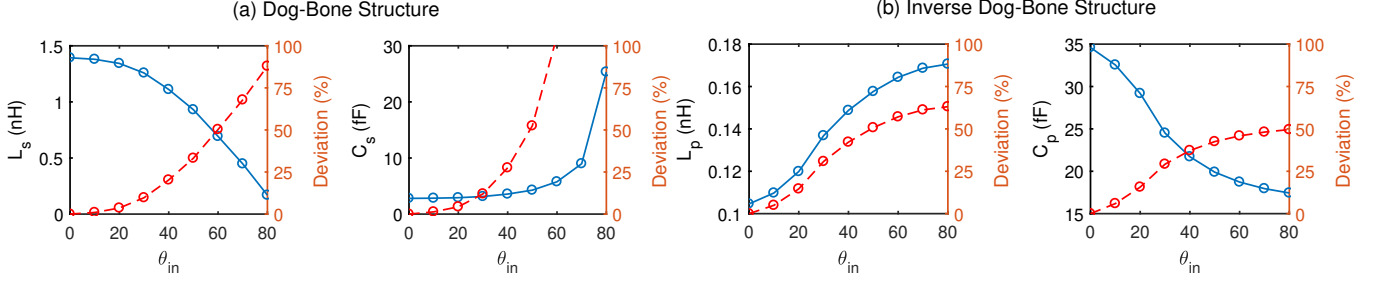 (a) Dog-Bone Structure
1.5
1
0.5
0
L_s (nH)
100
75
50
25
0
Deviation (%)
0 20 40 60 80
θ_in
30
20
10
0
C_s (fF)
100
75
50
25
0
Deviation (%)
0 20 40 60 80
θ_in
(b) Inverse Dog-Bone Structure
0.18
0.16
0.14
0.12
0.1
L_p (nH)
100
75
50
25
0
Deviation (%)
0 20 40 60 80
θ_in
35
30
25
20
15
C_p (fF)
100
75
50
25
0
Deviation (%)
0 20 40 60 80
θ_in